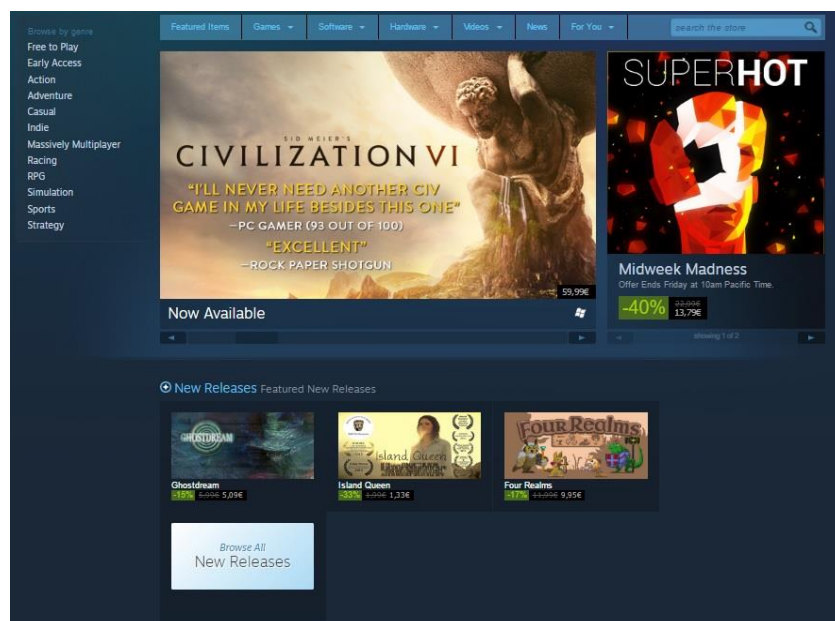 Browse by genre
Free to Play
Early Access
Action
Adventure
Casual
Indie
Massively Multiplayer
Racing
RPG
Simulation
Sports
Strategy
Featured Items Games Software Hardware Videos News For You search the store
SID MEIER'S
CIVILIZATION VI
"I'LL NEVER NEED ANOTHER CIV
GAME IN MY LIFE BESIDES THIS ONE"
—PC GAMER (93 OUT OF 100)
"EXCELLENT"
—ROCK PAPER SHOTGUN
59,99€
Now Available
SUPERHOT
Midweek Madness
Offer Ends Friday at 10am Pacific Time.
-40% 22,99€
13,79€
showing 1 of 2
New Releases Featured New Releases
GHOSTDREAM
Ghostdream
-15% 5,99€ 5,09€
Island Queen
Island Queen
-33% 1,99€ 1,33€
Four Realms
Four Realms
-17% 11,99€ 9,95€
Browse All
New Releases